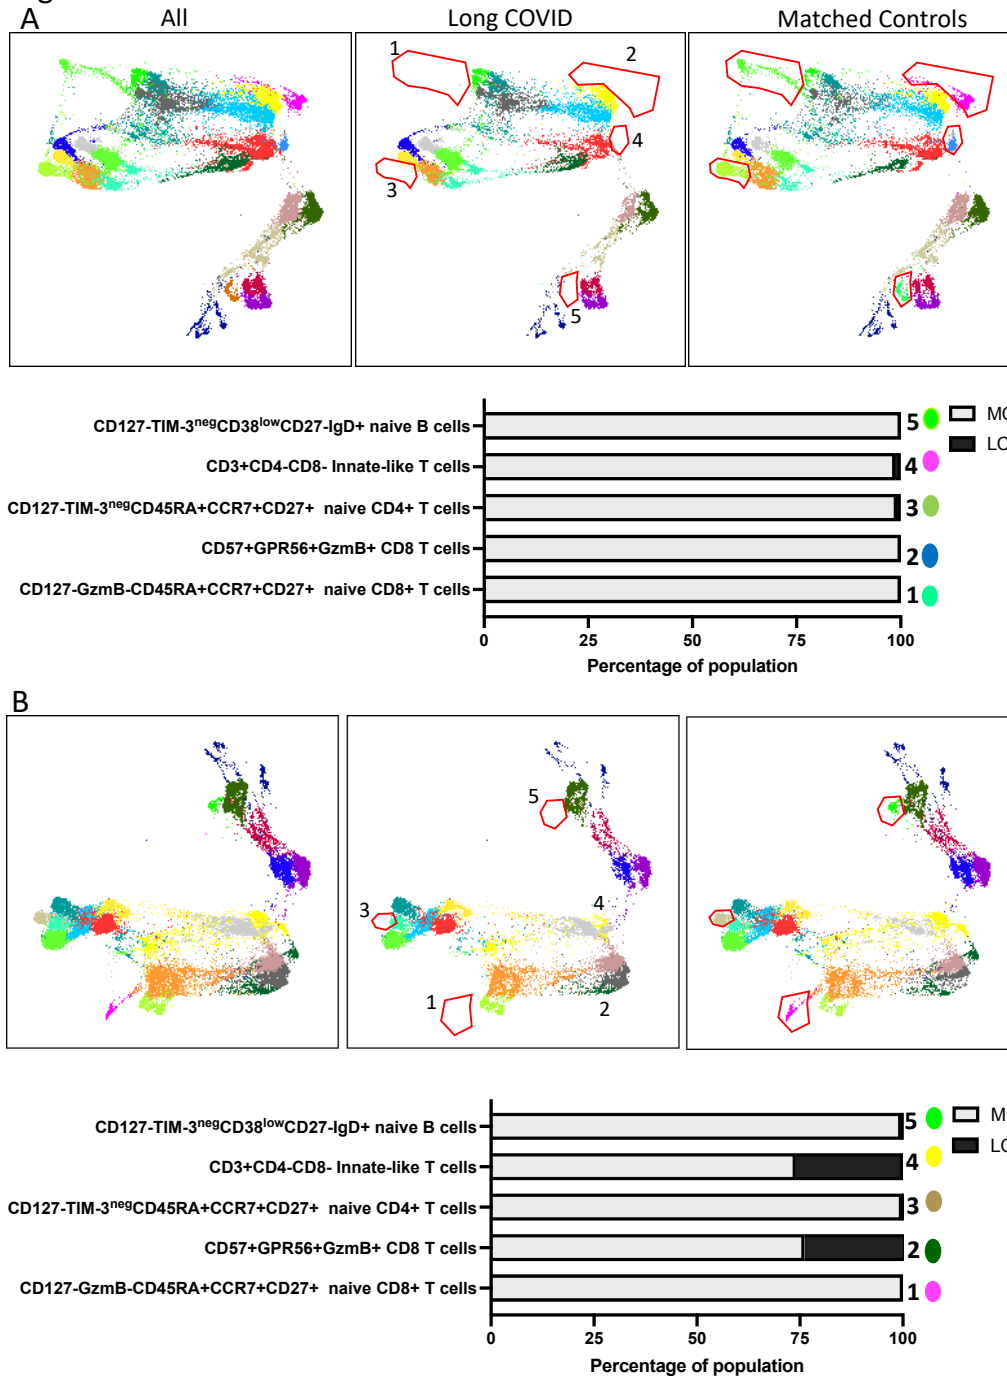 A
All
Long COVID
Matched Controls
1
2
3
4
5
CD127-TIM-3negCD38lowCD27-IgD+ naive B cells
CD3+CD4-CD8- Innate-like T cells
CD127-TIM-3negCD45RA+CCR7+CD27+ naive CD4+ T cells
CD57+GPR56+GzmB+ CD8 T cells
CD127-GzmB-CD45RA+CCR7+CD27+ naive CD8+ T cells
5
4
3
2
1
0 25 50 75 100
Percentage of population
B
5
3
4
1
2
CD127-TIM-3negCD38lowCD27-IgD+ naive B cells
CD3+CD4-CD8- Innate-like T cells
CD127-TIM-3negCD45RA+CCR7+CD27+ naive CD4+ T cells
CD57+GPR56+GzmB+ CD8 T cells
CD127-GzmB-CD45RA+CCR7+CD27+ naive CD8+ T cells
5
4
3
2
1
0 25 50 75 100
Percentage of population